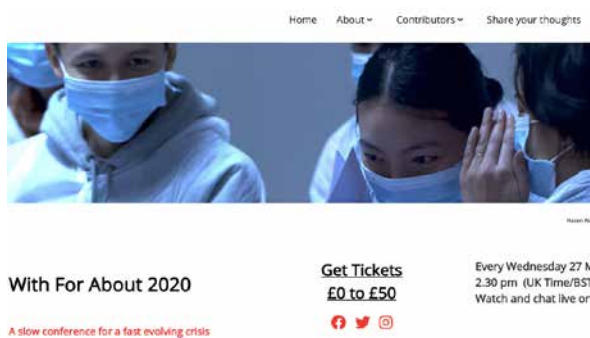 Home About Contributors Share your thoughts
With For About 2020
A slow conference for a fast evolving crisis
Get Tickets
£0 to £50
Every Wednesday 27 M
2.30 pm (UK Time/BST
Watch and chat live on